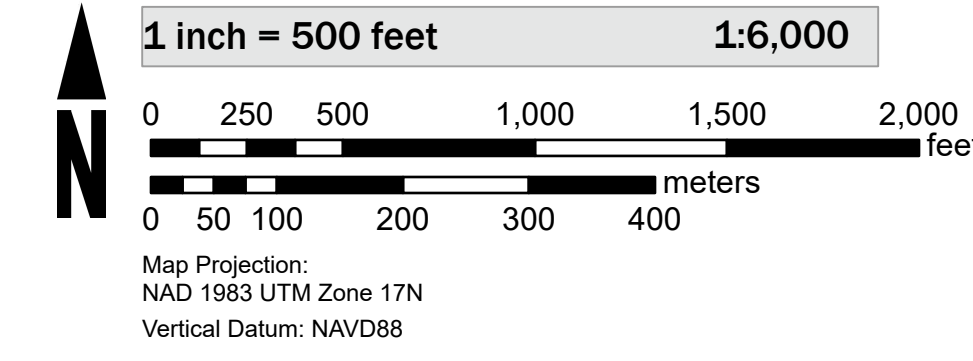 1 inch = 500 feet 1:6,000
0 250 500 1,000 1,500 2,000
feet
meters
0 50 100 200 300 400
N
Map Projection:
NAD 1983 UTM Zone 17N
Vertical Datum: NAVD88